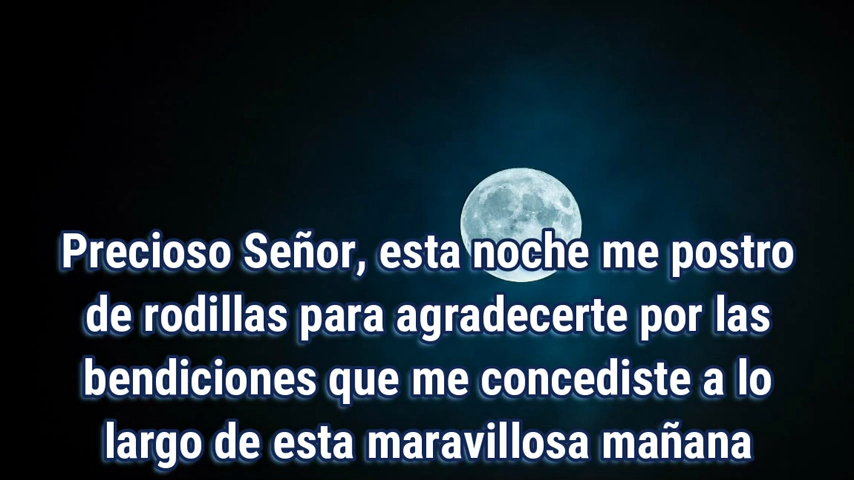 Precioso Señor, esta noche me postro
de rodillas para agradecerte por las
bendiciones que me concediste a lo
largo de esta maravillosa mañana